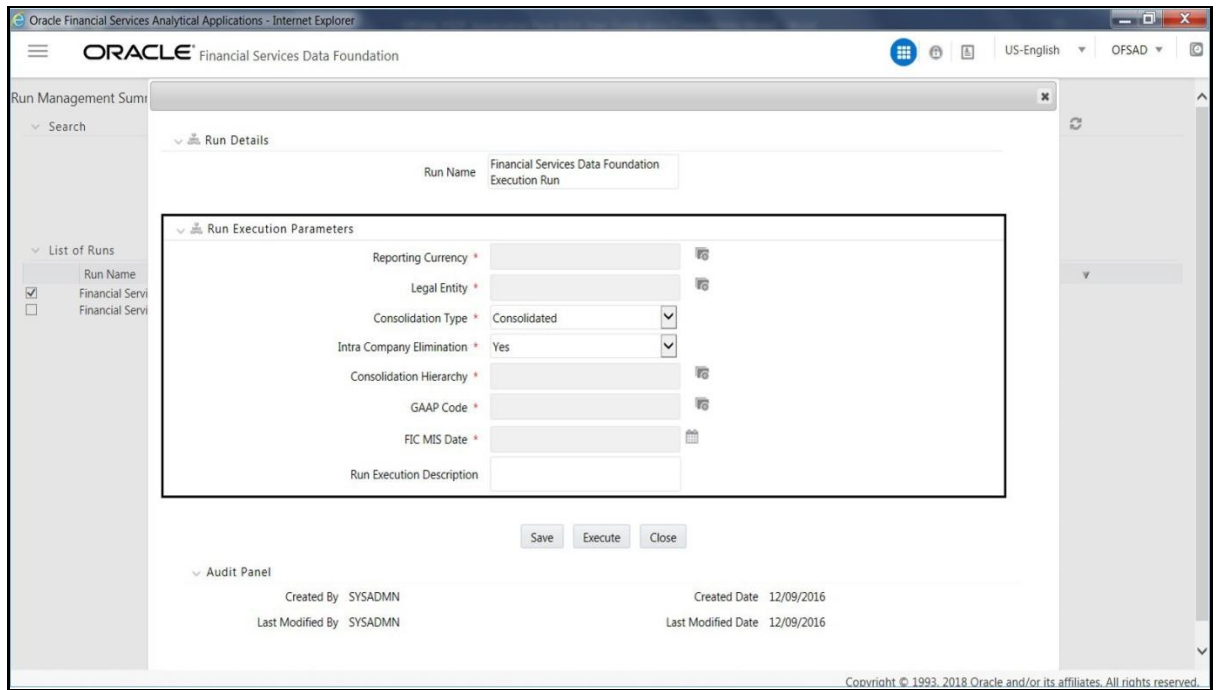 Oracle Financial Services Analytical Applications - Internet Explorer
ORACLE Financial Services Data Foundation
US-English
OFSAD
Run Management Summ
Search
Run Details
Run Name
Financial Services Data Foundation
Execution Run
Run Execution Parameters
Reporting Currency *
Legal Entity *
Consolidation Type * Consolidated
Intra Company Elimination * Yes
Consolidation Hierarchy *
GAAP Code *
FIC MIS Date *
Run Execution Description
List of Runs
Run Name
Financial Servi
Financial Servi
Save Execute Close
Audit Panel
Created By SYSADMN Created Date 12/09/2016
Last Modified By SYSADMN Last Modified Date 12/09/2016
Copyright © 1993, 2018 Oracle and/or its affiliates. All rights reserved.